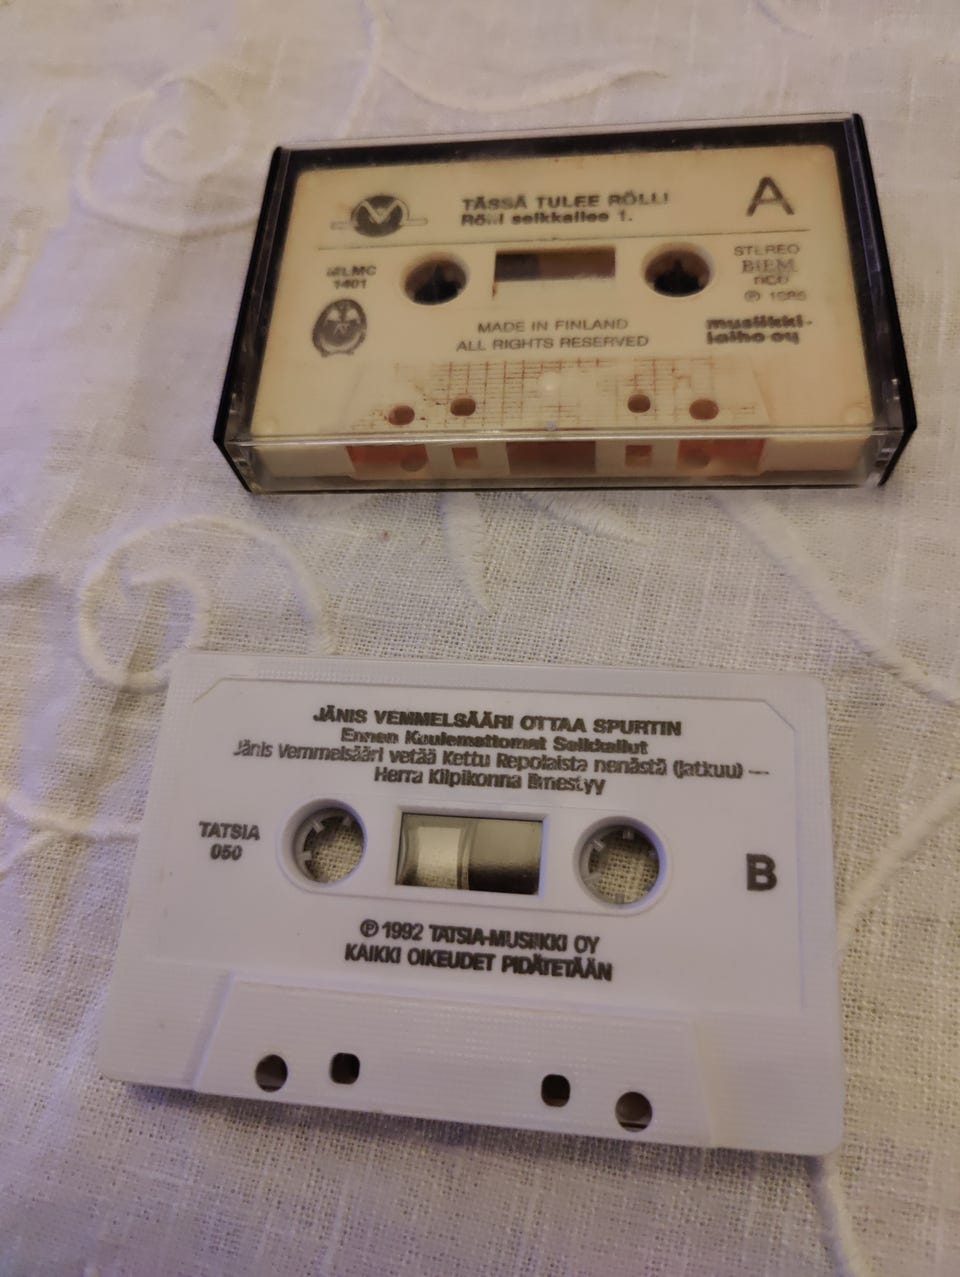 TÄSSÄ TULEE RÖLLI
Rölli seikkailee 1.
A
MLMC
1401
STEREO
BIEM
ncb
℗ 1986
MADE IN FINLAND
ALL RIGHTS RESERVED
musiikki-
laiho oy
JÄNIS VEMMELSÄÄRI OTTAA SPURTIN
Ennen Kuulemattomat Seikkailut
Jänis Vemmelsääri vetää Kettu Repolaista nenästä (jatkuu) —
Herra Kilpikonna Ilmestyy
TATSIA
050
B
℗ 1992 TATSIA-MUSIIKKI OY
KAIKKI OIKEUDET PIDÄTETÄÄN